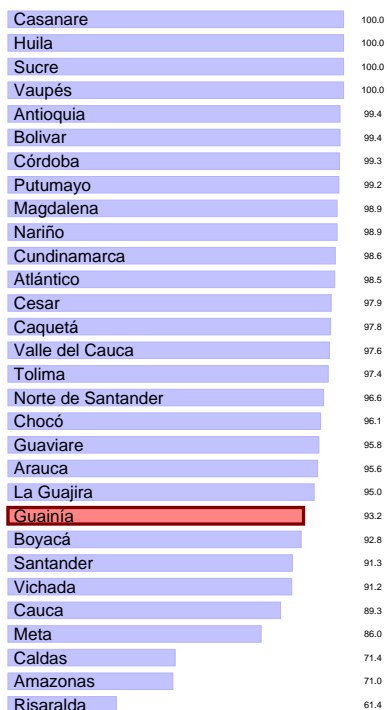 Casanare 100.0
Huila 100.0
Sucre 100.0
Vaupés 100.0
Antioquia 99.4
Bolivar 99.4
Córdoba 99.3
Putumayo 99.2
Magdalena 98.9
Nariño 98.9
Cundinamarca 98.6
Atlántico 98.5
Cesar 97.9
Caquetá 97.8
Valle del Cauca 97.6
Tolima 97.4
Norte de Santander 96.6
Chocó 96.1
Guaviare 95.8
Arauca 95.6
La Guajira 95.0
Guainía 93.2
Boyacá 92.8
Santander 91.3
Vichada 91.2
Cauca 89.3
Meta 86.0
Caldas 71.4
Amazonas 71.0
Risaralda 61.4